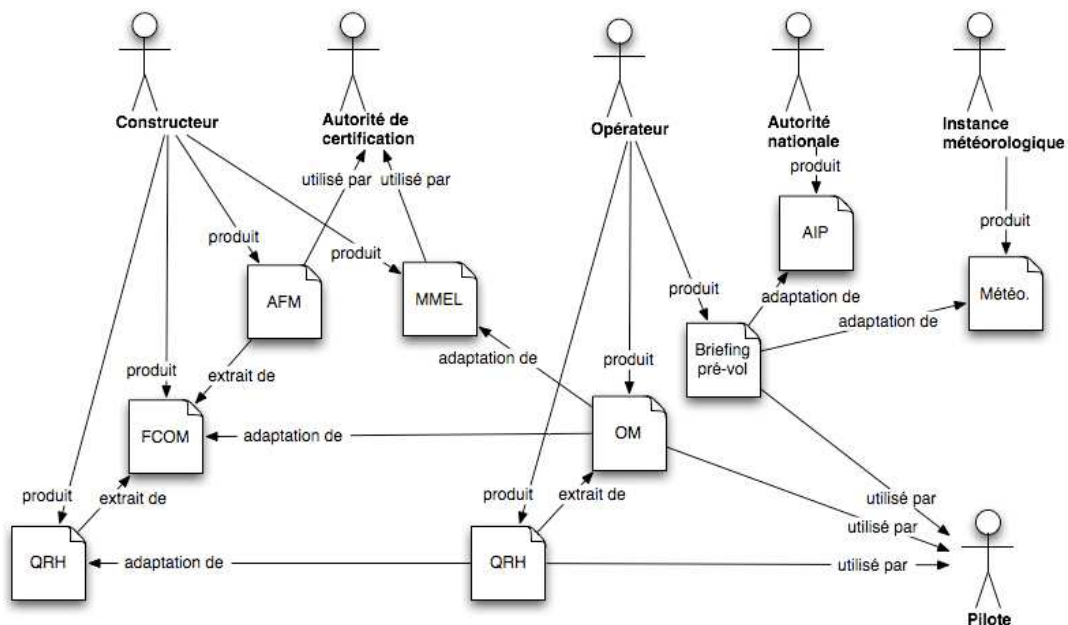 Constructeur
Autorité de
certification
Opérateur
Autorité
nationale
Instance
météorologique
produit
utilisé par
utilisé par
AIP
produit
produit
produit
AFM
MMEL
produit
adaptation de
Météo.
adaptation de
Briefing
pré-vol
adaptation de
produit
extrait de
produit
FCOM
adaptation de
OM
produit
extrait de
produit
extrait de
utilisé par
utilisé par
QRH
adaptation de
QRH
utilisé par
Pilote